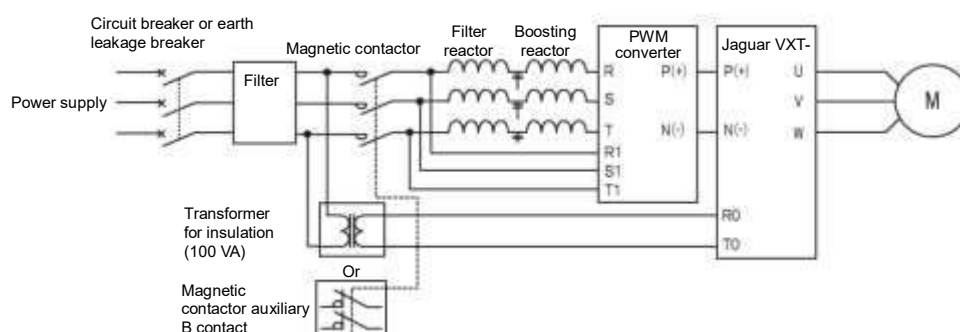 Circuit breaker or earth
leakage breaker
Magnetic contactor
Filter
reactor
Boosting
reactor
PWM
converter
Jaguar VXT-
Power supply
Filter
R
P(+)
P(+)
U
S
V
M
T
N(-)
N(-)
W
R1
S1
T1
Transformer
for insulation
(100 VA)
R0
T0
Or
Magnetic
contactor auxiliary
B contact